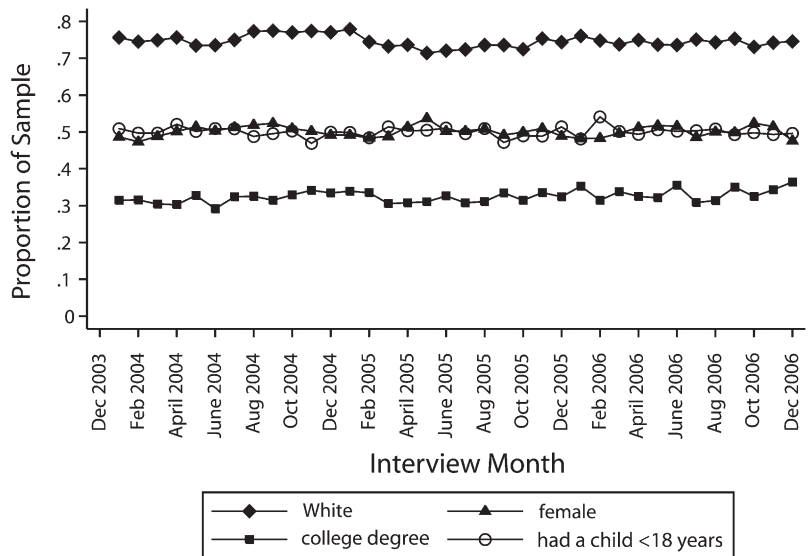 Proportion of Sample
.8
.7
.6
.5
.4
.3
.2
.1
0
Dec 2003
Feb 2004
April 2004
June 2004
Aug 2004
Oct 2004
Dec 2004
Feb 2005
April 2005
June 2005
Aug 2005
Oct 2005
Dec 2005
Feb 2006
April 2006
June 2006
Aug 2006
Oct 2006
Dec 2006
Interview Month
White
female
college degree
had a child <18 years